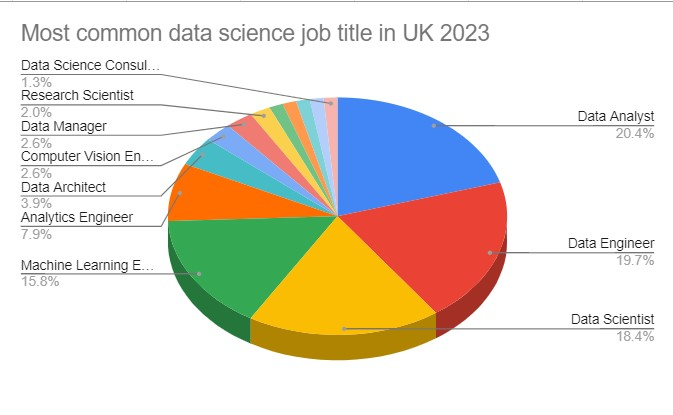 Most common data science job title in UK 2023
Data Science Consul...
1.3%
Research Scientist
2.0%
Data Manager
2.6%
Computer Vision En...
2.6%
Data Architect
3.9%
Analytics Engineer
7.9%
Machine Learning E...
15.8%
Data Analyst
20.4%
Data Engineer
19.7%
Data Scientist
18.4%